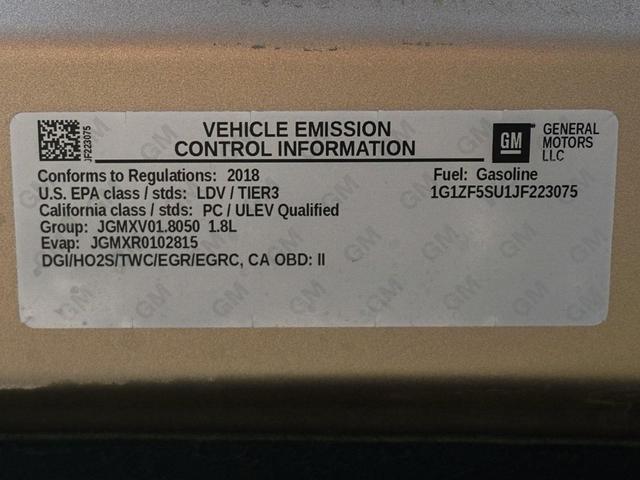 JF223075
VEHICLE EMISSION
CONTROL INFORMATION
GM
GENERAL
MOTORS
LLC
Conforms to Regulations: 2018
Fuel: Gasoline
U.S. EPA class / stds: LDV / TIER3
1G1ZF5SU1JF223075
California class / stds: PC / ULEV Qualified
Group: JGMXV01.8050 1.8L
Evap: JGMXR0102815
DGI/HO2S/TWC/EGR/EGRC, CA OBD: II